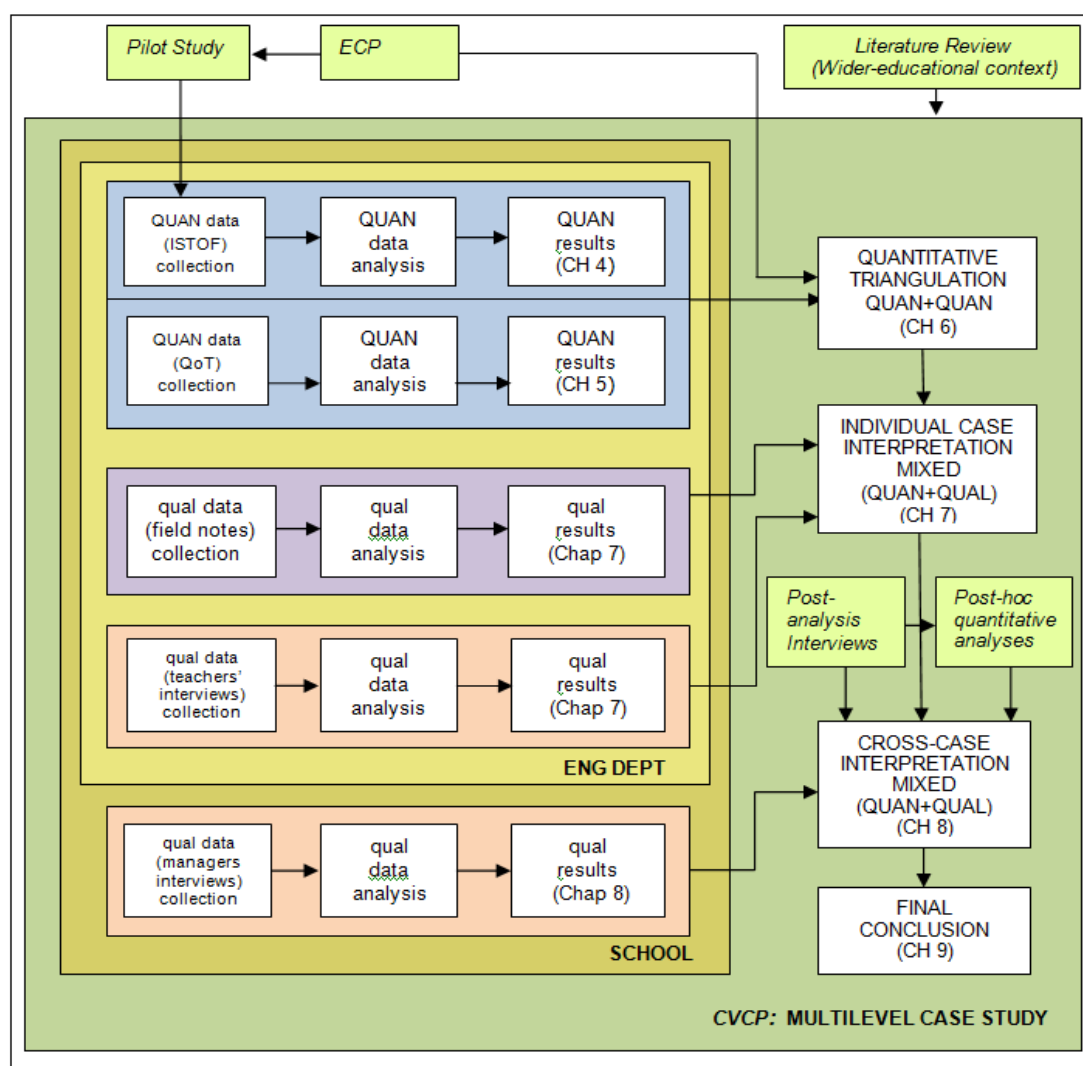 Pilot Study
ECP
Literature Review
(Wider-educational context)
QUAN data
(ISTOF)
collection
QUAN
data
analysis
QUAN
results
(CH 4)
QUANTITATIVE
TRIANGULATION
QUAN+QUAN
(CH 6)
QUAN data
(QoT)
collection
QUAN
data
analysis
QUAN
results
(CH 5)
INDIVIDUAL CASE
INTERPRETATION
MIXED
(QUAN+QUAL)
(CH 7)
qual data
(field notes)
collection
qual
data
analysis
qual
results
(Chap 7)
Post-
analysis
Interviews
Post-hoc
quantitative
analyses
qual data
(teachers'
interviews)
collection
qual
data
analysis
qual
results
(Chap 7)
ENG DEPT
CROSS-CASE
INTERPRETATION
MIXED
(QUAN+QUAL)
(CH 8)
qual data
(managers
interviews)
collection
qual
data
analysis
qual
results
(Chap 8)
SCHOOL
FINAL
CONCLUSION
(CH 9)
CVCP: MULTILEVEL CASE STUDY